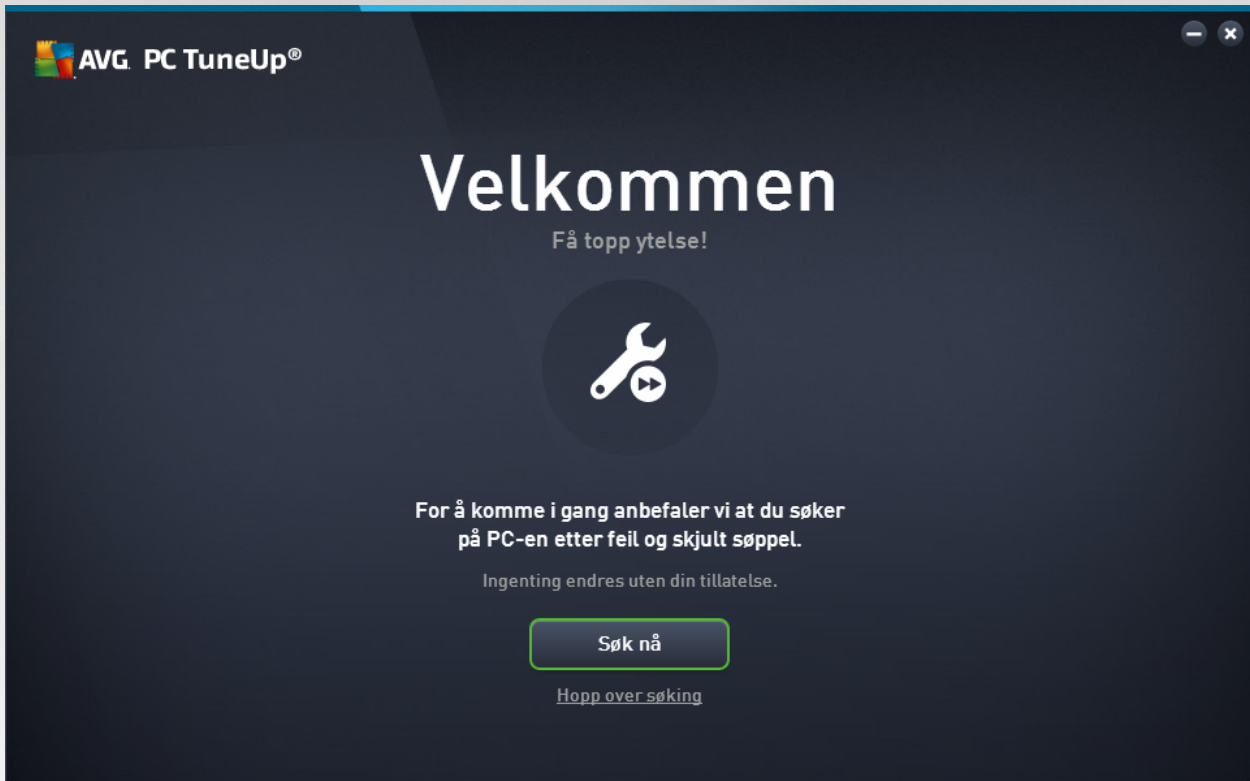 AVG. PC TuneUp®
Velkommen
Få topp ytelse!
For å komme i gang anbefaler vi at du søker
på PC-en etter feil og skjult søppel.
Ingenting endres uten din tillatelse.
Søk nå
Hopp over søking